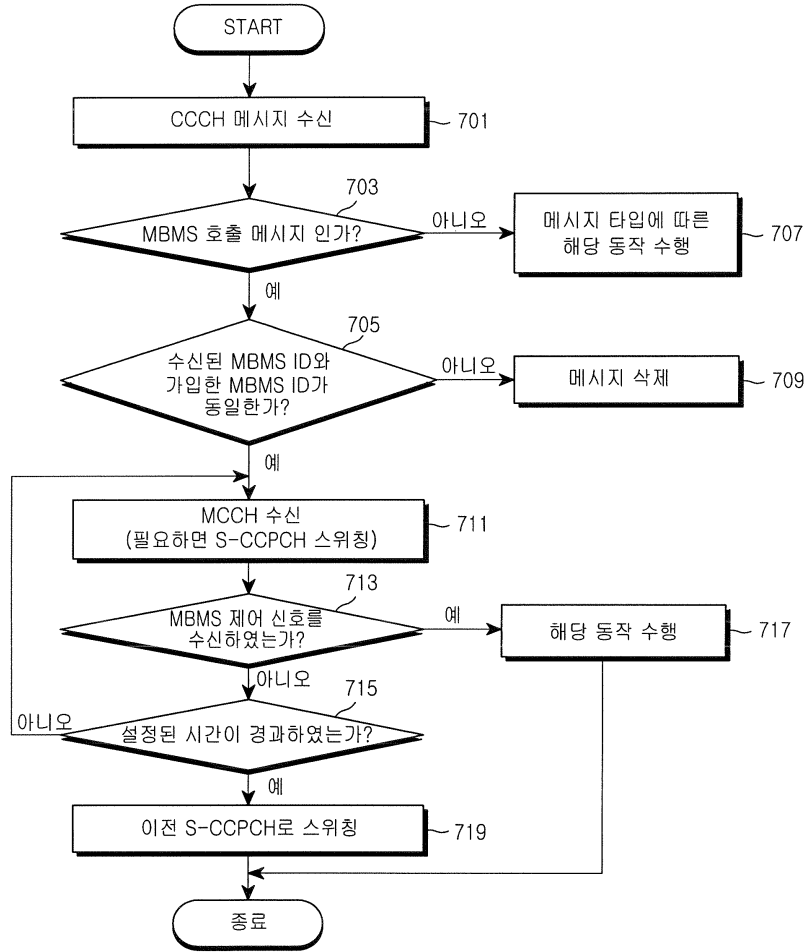 START
CCCH 메시지 수신
701
703
MBMS 호출 메시지 인가?
아니오
메시지 타입에 따른
해당 동작 수행
707
예
705
수신된 MBMS ID와
가입한 MBMS ID가
동일한가?
아니오
메시지 삭제
709
예
MCCH 수신
(필요하면 S-CCPCH 스위칭)
711
713
MBMS 제어 신호를
수신하였는가?
예
해당 동작 수행
717
아니오
715
아니오
설정된 시간이 경과하였는가?
예
이전 S-CCPCH로 스위칭
719
종료